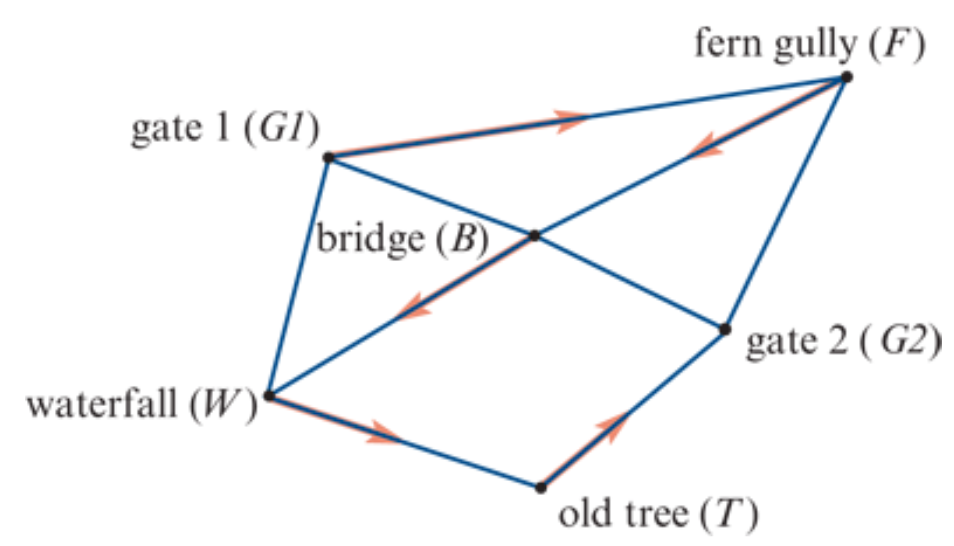 fern gully (F)
gate 1 (G1)
bridge (B)
gate 2 ( G2)
waterfall (W)
old tree (T)